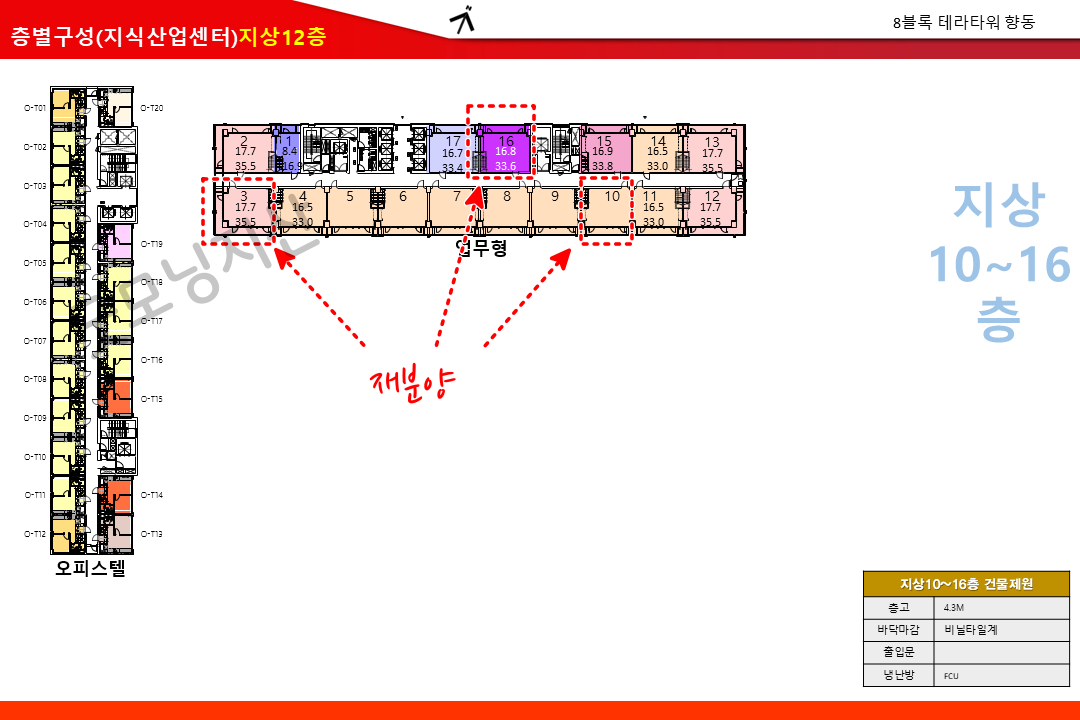 층별구성(지식산업센터)지상12층
8블록 테라타워 향동
O-T01
O-T20
O-T02
O-T03
O-T04
O-T19
O-T05
O-T18
O-T06
O-T17
O-T07
O-T16
O-T08
O-T15
O-T09
O-T10
O-T11
O-T14
O-T12
O-T13
오피스텔
2
17.7
35.5
1
8.4
16.9
17
16.7
33.4
16
16.8
33.6
15
16.9
33.8
14
16.5
33.0
13
17.7
35.5
3
17.7
35.5
4
16.5
33.0
5
6
7
8
9
10
11
16.5
33.0
12
17.7
35.5
업무형
재분양
지상
10~16
층
지상10~16층 건물제원
층고 4.3M
바닥마감 비닐타일계
출입문
냉난방 FCU